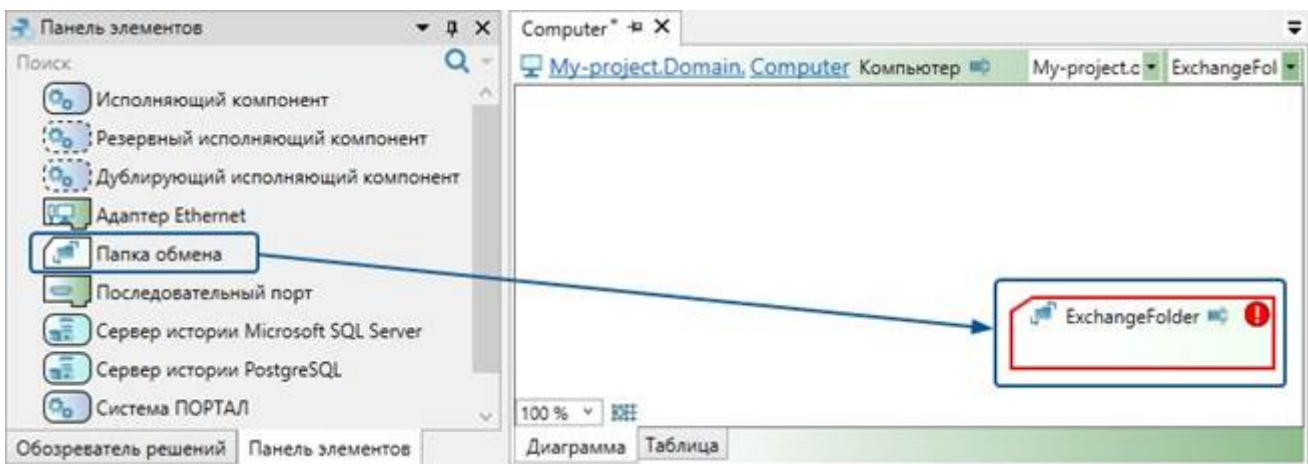 Панель элементов
Поиск
Исполняющий компонент
Резервный исполняющий компонент
Дублирующий исполняющий компонент
Адаптер Ethernet
Папка обмена
Последовательный порт
Сервер истории Microsoft SQL Server
Сервер истории PostgreSQL
Система ПОРТАЛ
Обозреватель решений
Панель элементов
Computer*
My-project.Domain. Computer Компьютер
My-project.c
ExchangeFol
ExchangeFolder
100 %
Диаграмма
Таблица